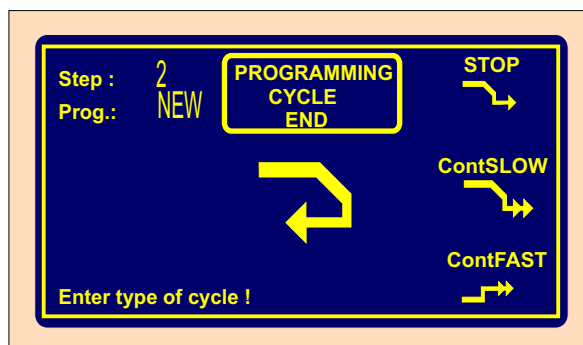 Step : 2
Prog.: NEW
PROGRAMMING
CYCLE
END
STOP
ContSLOW
ContFAST
Enter type of cycle !